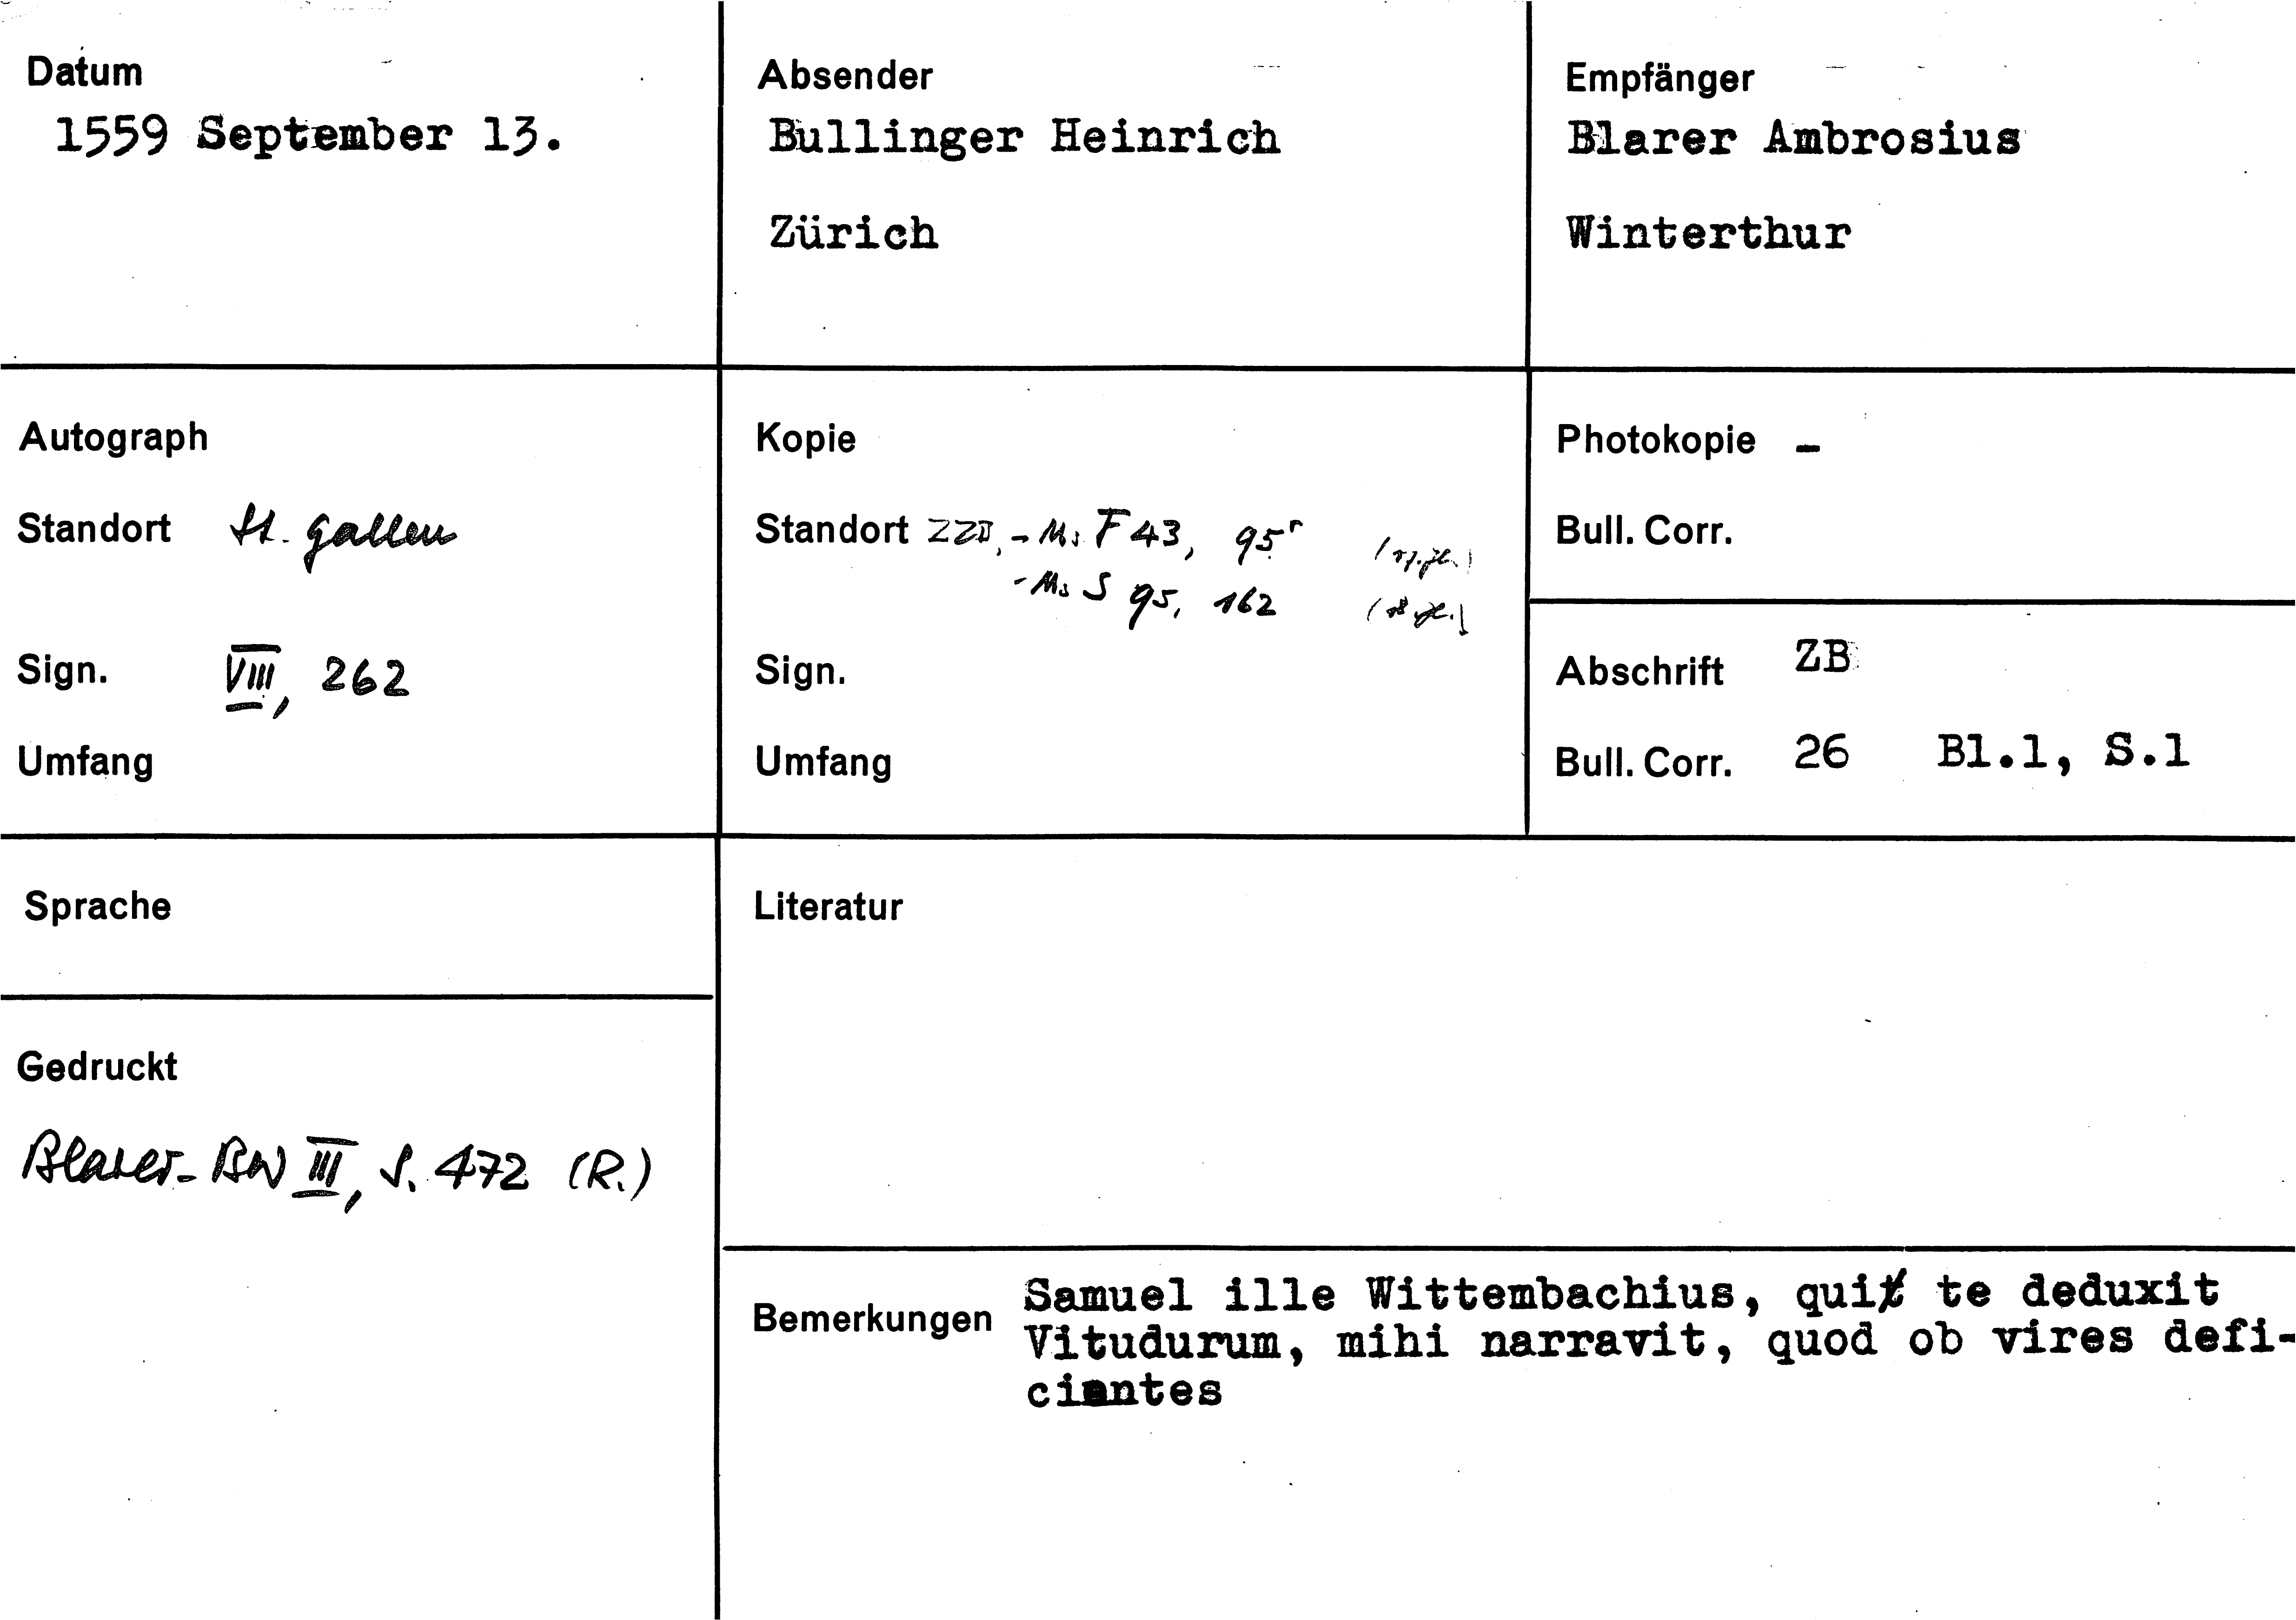 Datum
1559 September 13.
Absender
Bullinger Heinrich
Zürich
Empfänger
Blarer Ambrosius
Winterthur
Autograph
Standort St. Gallen
Sign. VIII, 262
Umfang
Kopie
Standort ZZB, - Ms F 43, 95r (17. Jh.)
- Ms S 95, 162 (18. Jh.)
Sign.
Umfang
Photokopie -
Bull. Corr.
Abschrift ZB
Bull. Corr. 26 Bl.1, S.1
Sprache
Gedruckt
Blarer-BW III, S. 472 (R.)
Literatur
Bemerkungen Samuel ille Wittembachius, qui te deduxit
Vitudurum, mihi narravit, quod ob vires defi-
cientes